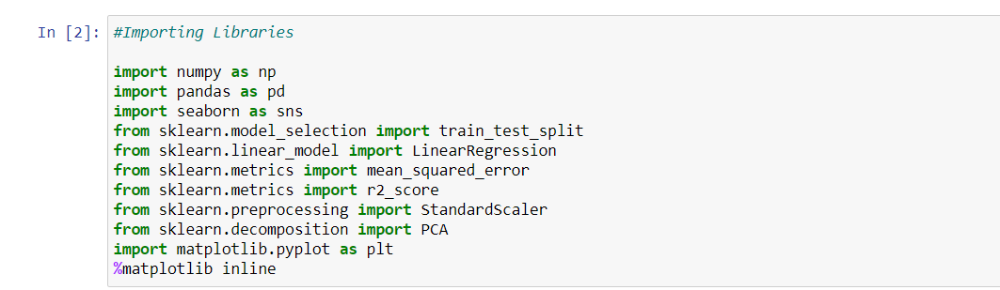 In [2]: #Importing Libraries
import numpy as np
import pandas as pd
import seaborn as sns
from sklearn.model_selection import train_test_split
from sklearn.linear_model import LinearRegression
from sklearn.metrics import mean_squared_error
from sklearn.metrics import r2_score
from sklearn.preprocessing import StandardScaler
from sklearn.decomposition import PCA
import matplotlib.pyplot as plt
%matplotlib inline